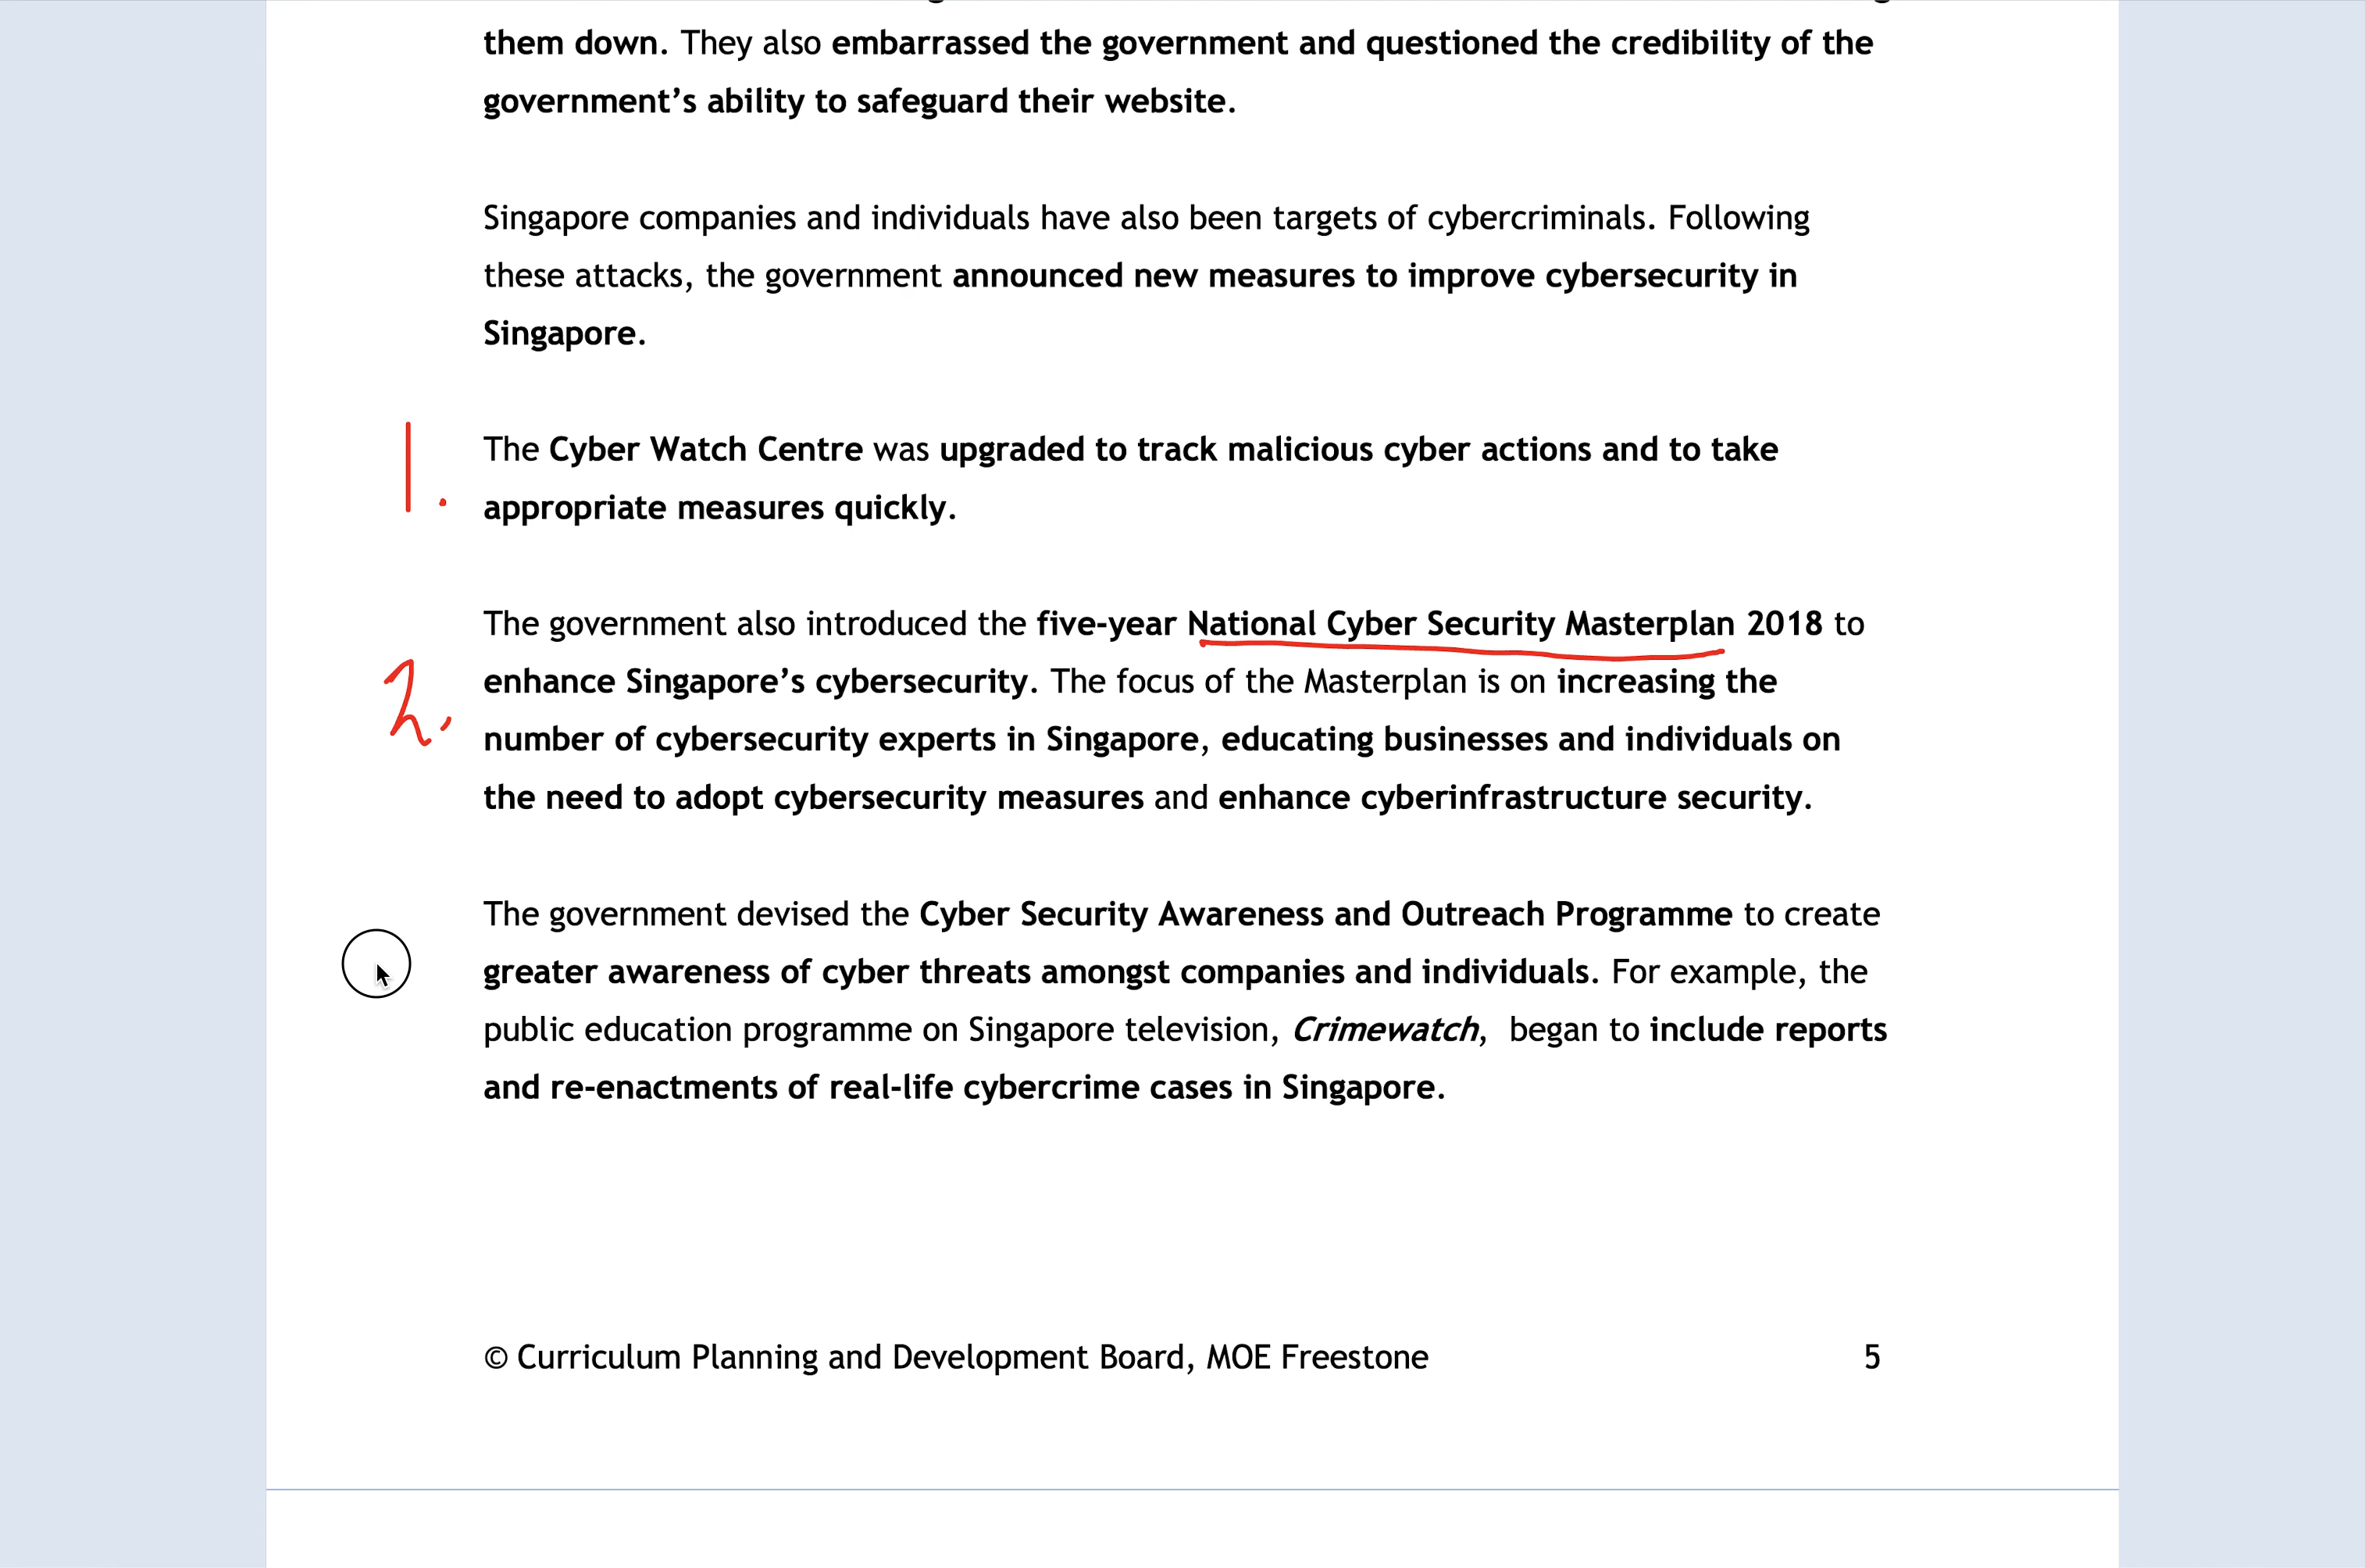 them down. They also embarrassed the government and questioned the credibility of the
government’s ability to safeguard their website.
Singapore companies and individuals have also been targets of cybercriminals. Following
these attacks, the government announced new measures to improve cybersecurity in
Singapore.
1.
The Cyber Watch Centre was upgraded to track malicious cyber actions and to take
appropriate measures quickly.
2.
The government also introduced the five-year National Cyber Security Masterplan 2018 to
enhance Singapore’s cybersecurity. The focus of the Masterplan is on increasing the
number of cybersecurity experts in Singapore, educating businesses and individuals on
the need to adopt cybersecurity measures and enhance cyberinfrastructure security.
The government devised the Cyber Security Awareness and Outreach Programme to create
greater awareness of cyber threats amongst companies and individuals. For example, the
public education programme on Singapore television, Crimewatch, began to include reports
and re-enactments of real-life cybercrime cases in Singapore.
© Curriculum Planning and Development Board, MOE Freestone 5